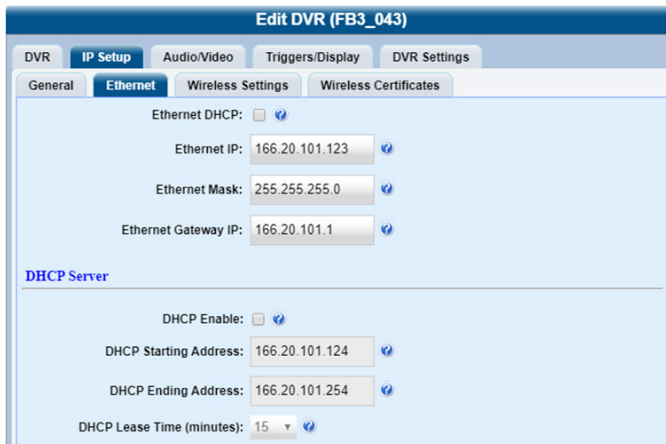 Edit DVR (FB3_043)
DVR IP Setup Audio/Video Triggers/Display DVR Settings
General Ethernet Wireless Settings Wireless Certificates
Ethernet DHCP: ?
Ethernet IP: 166.20.101.123 ?
Ethernet Mask: 255.255.255.0 ?
Ethernet Gateway IP: 166.20.101.1 ?
DHCP Server
DHCP Enable: ?
DHCP Starting Address: 166.20.101.124 ?
DHCP Ending Address: 166.20.101.254 ?
DHCP Lease Time (minutes): 15 ?